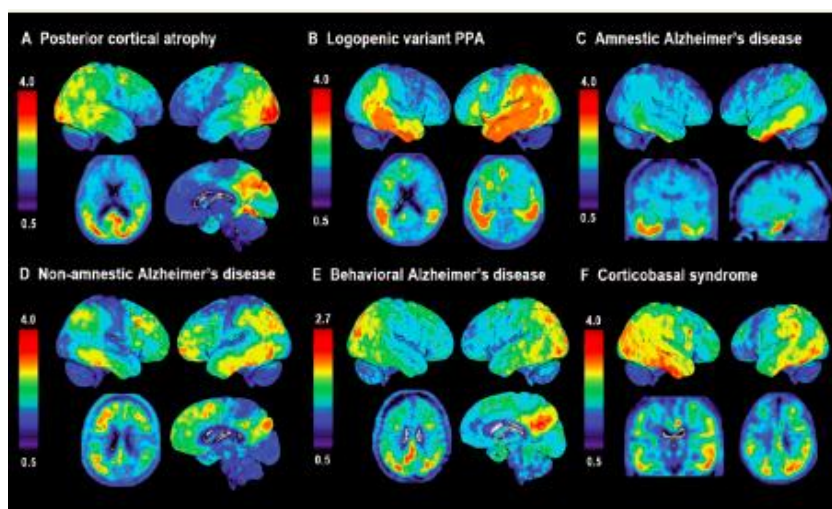 A Posterior cortical atrophy
B Logopenic variant PPA
C Amnestic Alzheimer's disease
4.0
4.0
4.0
0.5
0.5
0.5
D Non-amnestic Alzheimer's disease
E Behavioral Alzheimer's disease
F Corticobasal syndrome
4.0
2.7
4.0
0.5
0.5
0.5